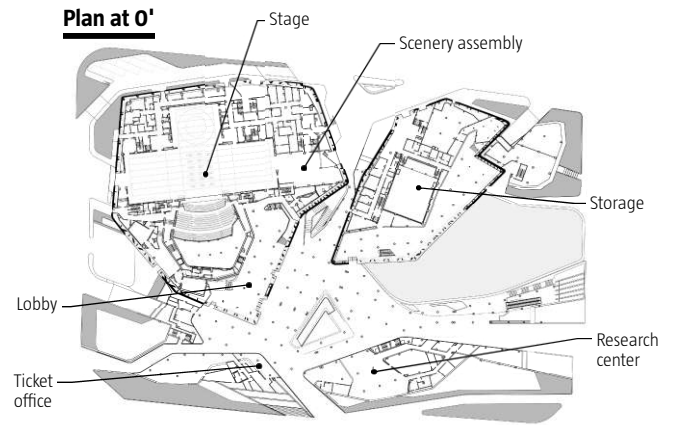 Plan at 0'
Stage
Scenery assembly
Storage
Lobby
Research
center
Ticket
office